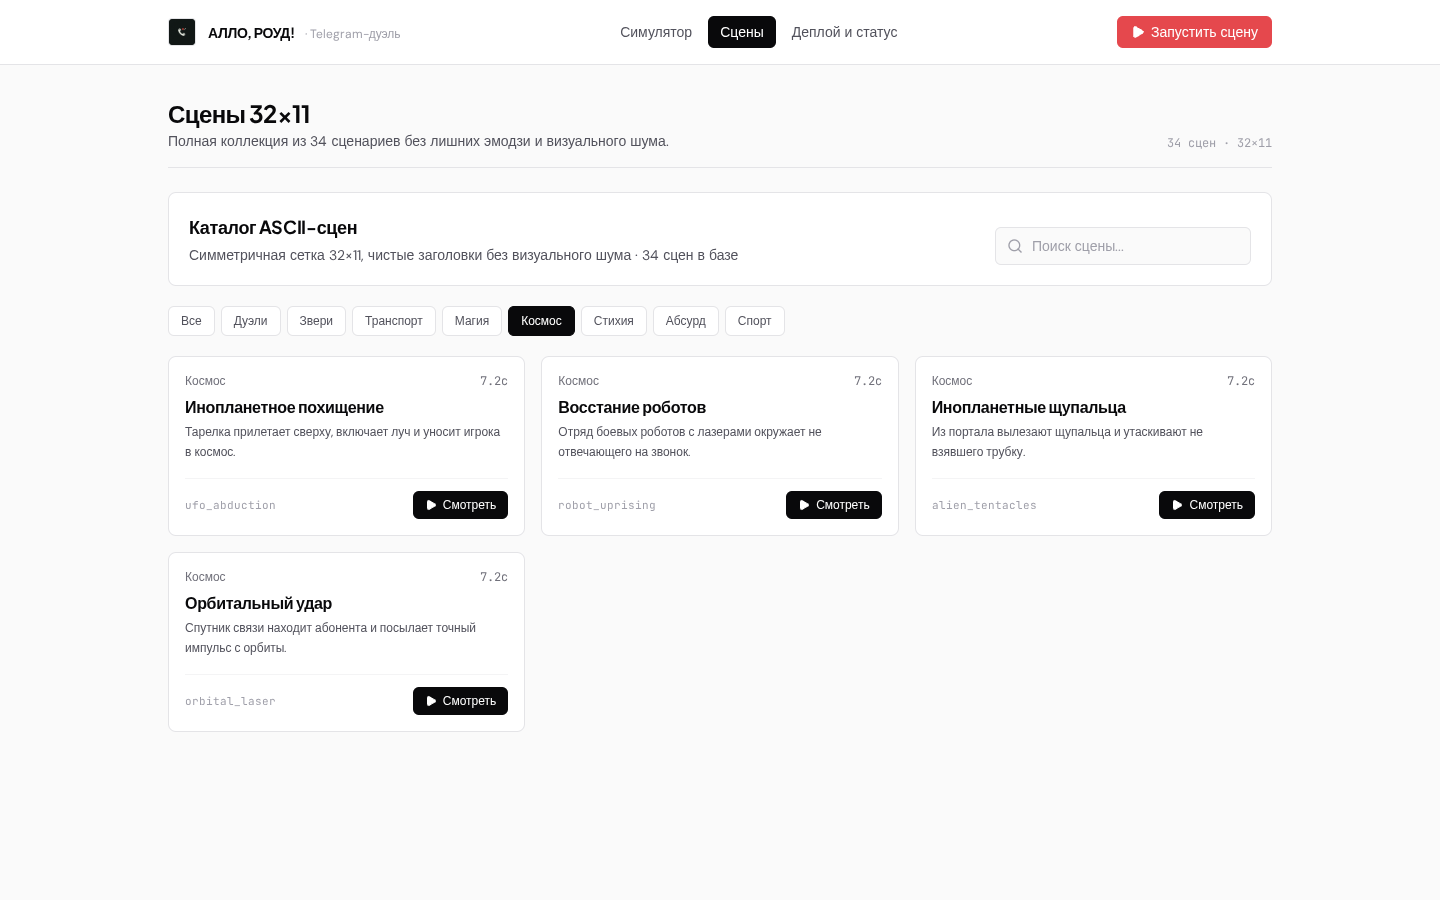 АЛЛО, РОУД! · Telegram-дуэль
Симулятор
Сцены
Деплой и статус
Запустить сцену
Сцены 32×11
Полная коллекция из 34 сценариев без лишних эмодзи и визуального шума.
34 сцен · 32×11
Каталог ASCII-сцен
Симметричная сетка 32×11, чистые заголовки без визуального шума · 34 сцен в базе
Поиск сцены...
Все
Дуэли
Звери
Транспорт
Магия
Космос
Стихия
Абсурд
Спорт
Космос 7.2с
Инопланетное похищение
Тарелка прилетает сверху, включает луч и уносит игрока
в космос.
ufo_abduction
Смотреть
Космос 7.2с
Восстание роботов
Отряд боевых роботов с лазерами окружает не
отвечающего на звонок.
robot_uprising
Смотреть
Космос 7.2с
Инопланетные щупальца
Из портала вылезают щупальца и утаскивают не
взявшего трубку.
alien_tentacles
Смотреть
Космос 7.2с
Орбитальный удар
Спутник связи находит абонента и посылает точный
импульс с орбиты.
orbital_laser
Смотреть